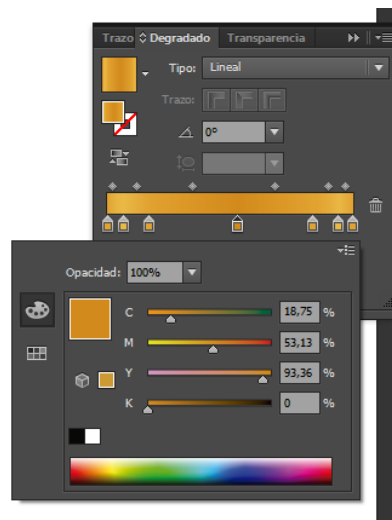 Trazo Degradado Transparencia
Tipo: Lineal
Trazo:
0°
Opacidad: 100%
C 18,75 %
M 53,13 %
Y 93,36 %
K 0 %